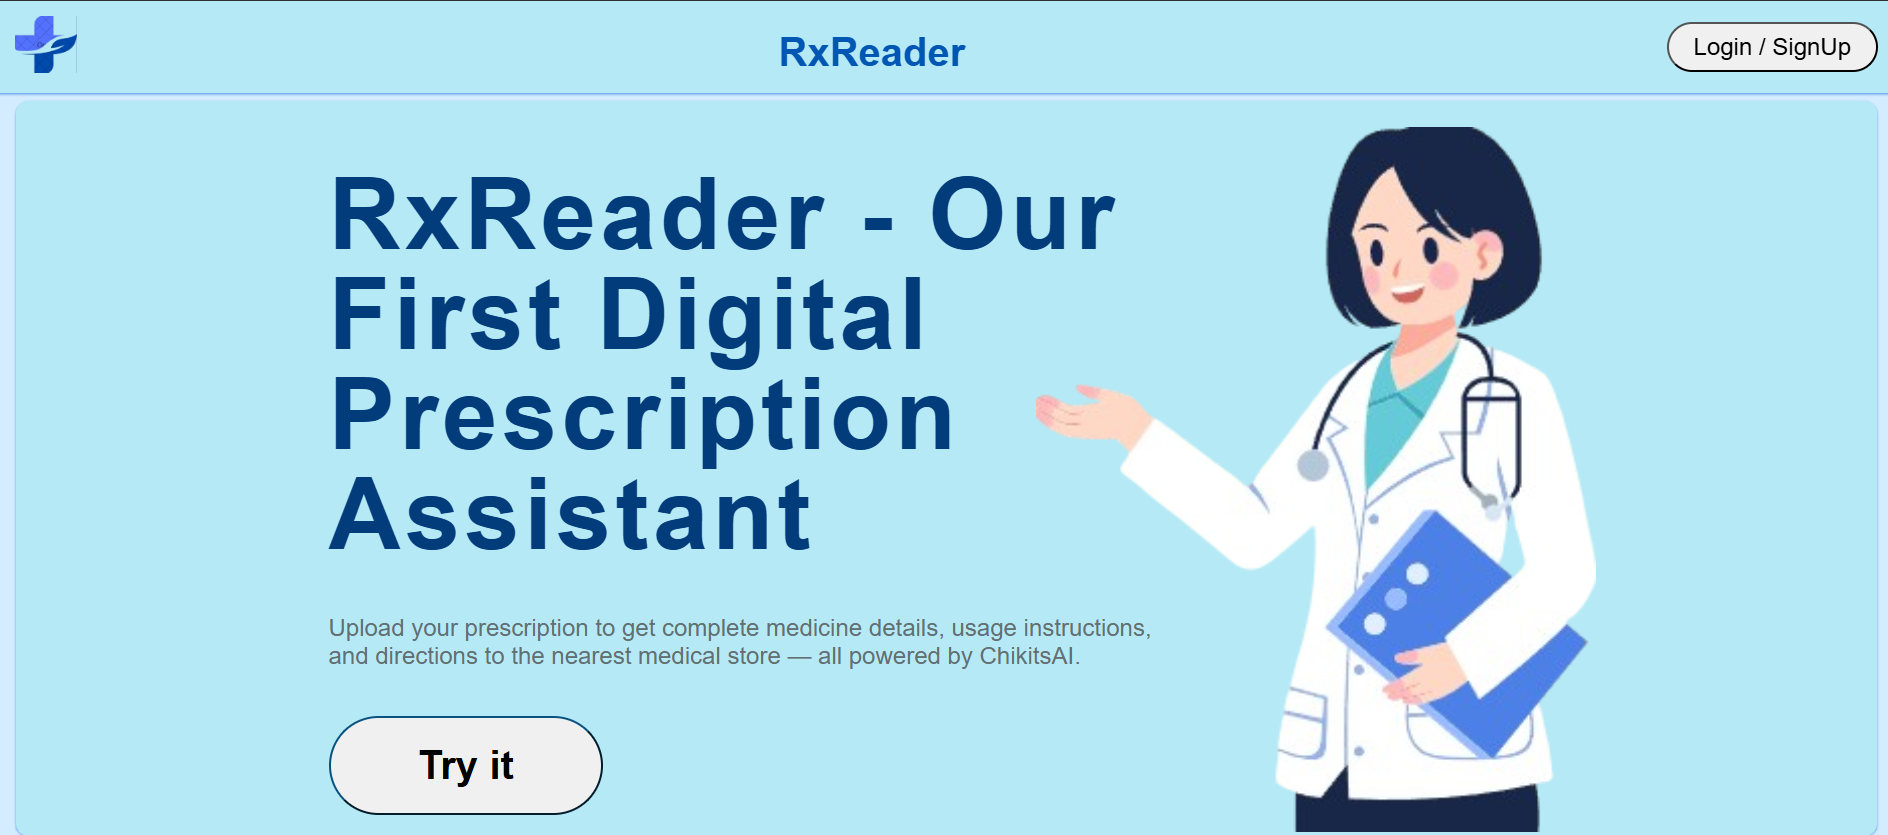 RxReader
Login / SignUp
RxReader - Our
First Digital
Prescription
Assistant
Upload your prescription to get complete medicine details, usage instructions,
and directions to the nearest medical store — all powered by ChikitsAI.
Try it